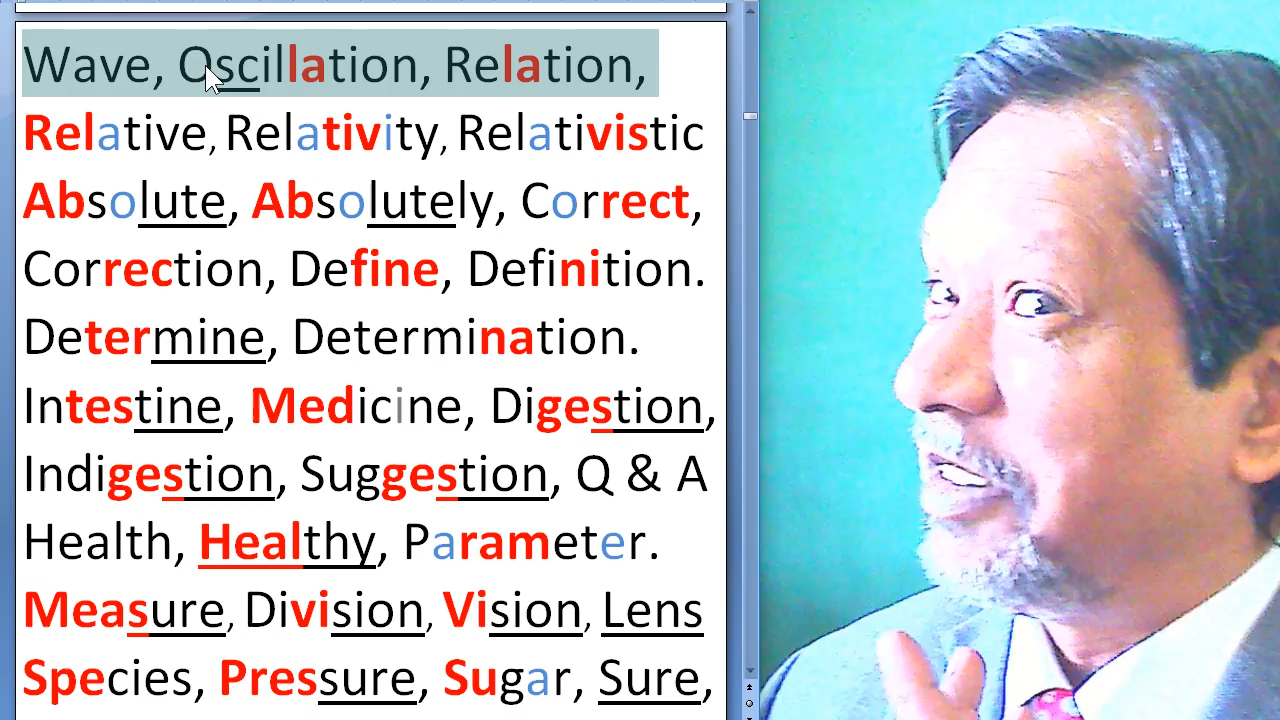 Wave, Oscillation, Relation,
Relative, Relativity, Relativistic
Absolute, Absolutely, Correct,
Correction, Define, Definition.
Determine, Determination.
Intestine, Medicine, Digestion,
Indigestion, Suggestion, Q & A
Health, Healthy, Parameter.
Measure, Division, Vision, Lens
Species, Pressure, Sugar, Sure,